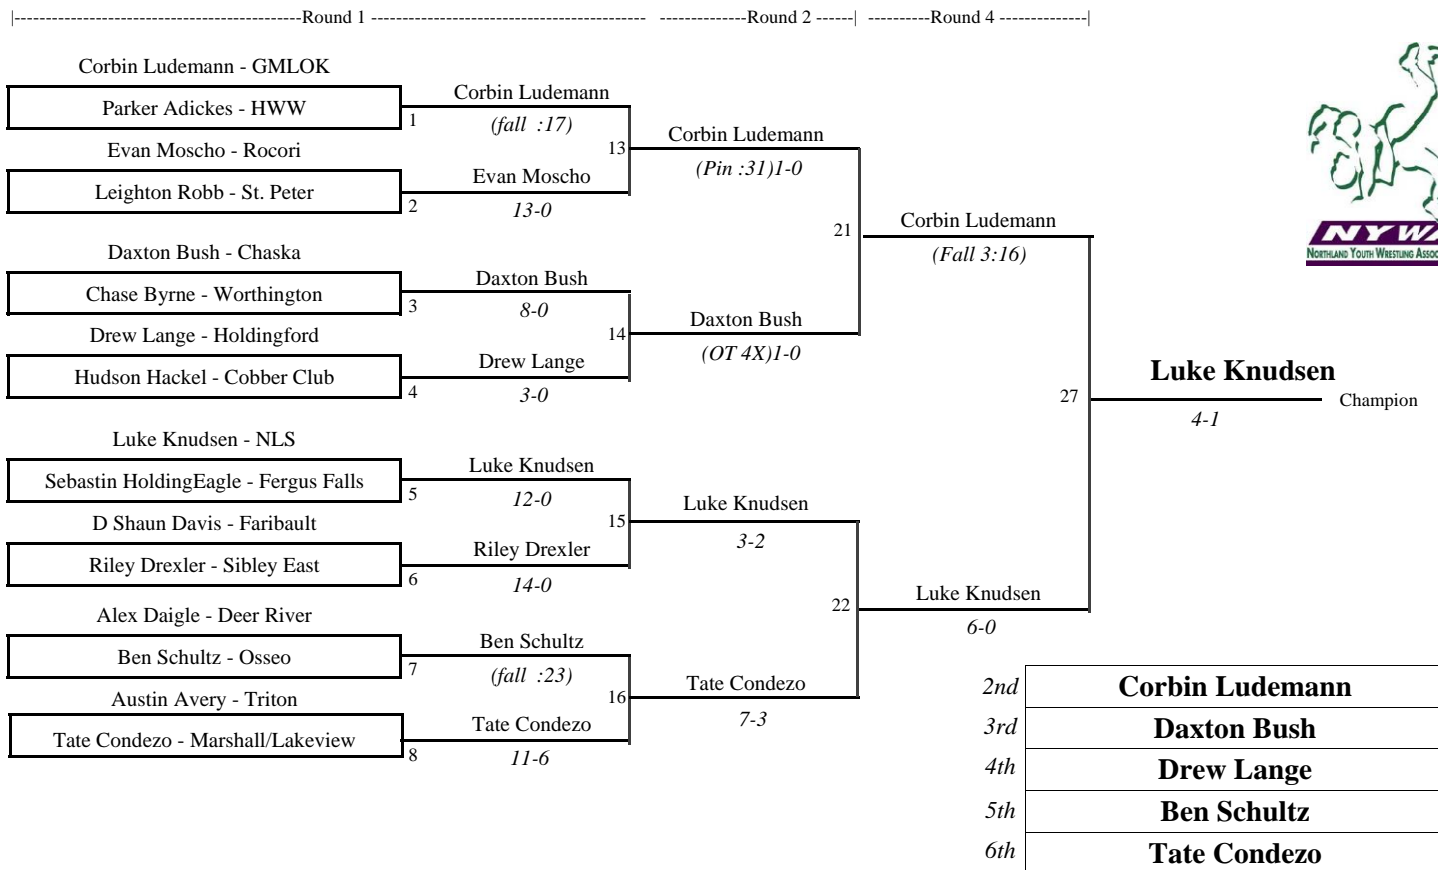 |----------------------------------------------Round 1 -------------------------------------------- --------------Round 2 ------| ----------Round 4 --------------|
Corbin Ludemann - GMLOK
Parker Adickes - HWW
1
Corbin Ludemann
(fall :17)
Evan Moscho - Rocori
Leighton Robb - St. Peter
2
Evan Moscho
13-0
13
Corbin Ludemann
(Pin :31)1-0
Daxton Bush - Chaska
Chase Byrne - Worthington
3
Daxton Bush
8-0
Drew Lange - Holdingford
Hudson Hackel - Cobber Club
4
Drew Lange
3-0
14
Daxton Bush
(OT 4X)1-0
21
Corbin Ludemann
(Fall 3:16)
Luke Knudsen - NLS
Sebastin HoldingEagle - Fergus Falls
5
Luke Knudsen
12-0
D Shaun Davis - Faribault
Riley Drexler - Sibley East
6
Riley Drexler
14-0
15
Luke Knudsen
3-2
Alex Daigle - Deer River
Ben Schultz - Osseo
7
Ben Schultz
(fall :23)
Austin Avery - Triton
Tate Condezo - Marshall/Lakeview
8
Tate Condezo
11-6
16
Tate Condezo
7-3
22
Luke Knudsen
6-0
27
Luke Knudsen
4-1
Champion
NYWA
NORTHLAND YOUTH WRESTLING ASSOC
2nd Corbin Ludemann
3rd Daxton Bush
4th Drew Lange
5th Ben Schultz
6th Tate Condezo